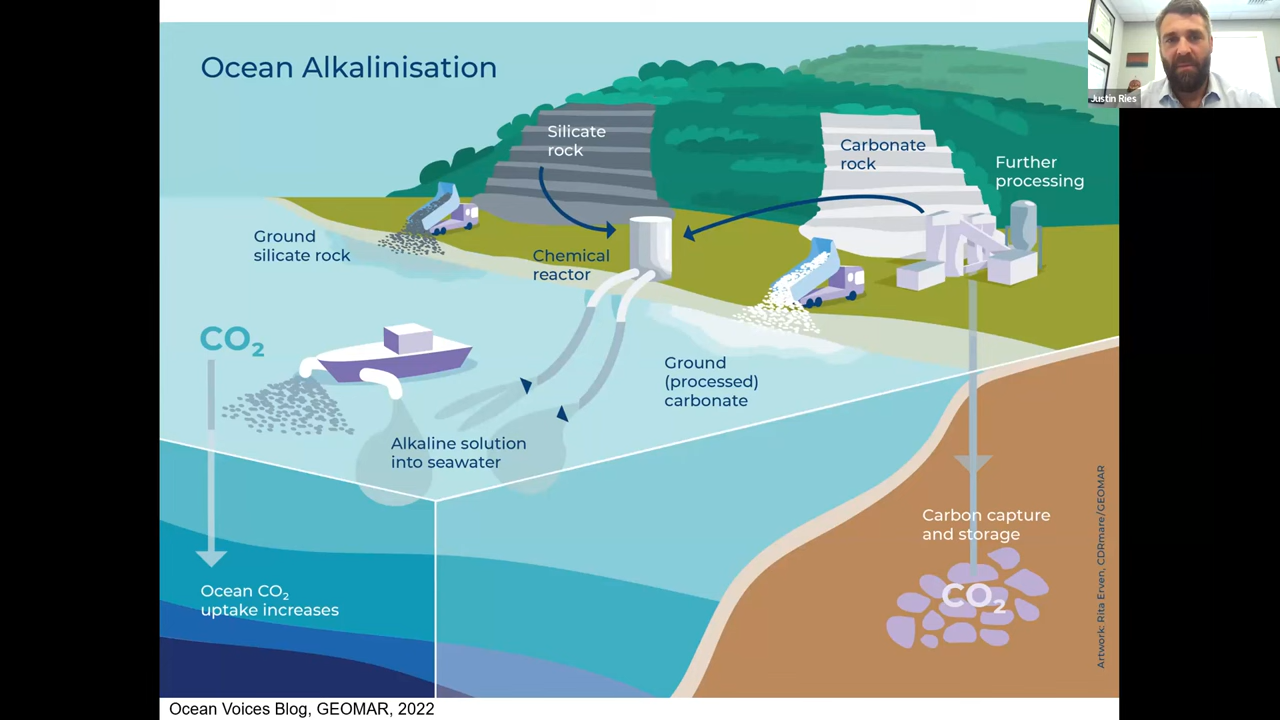 Ocean Alkalinisation
Justin Ries
Silicate
rock
Carbonate
rock
Further
processing
Ground
silicate rock
Chemical
reactor
CO₂
Ground
(processed)
carbonate
Alkaline solution
into seawater
Carbon capture
and storage
CO₂
Ocean CO₂
uptake increases
Artwork: Rita Erven, CDRmare/GEOMAR
Ocean Voices Blog, GEOMAR, 2022